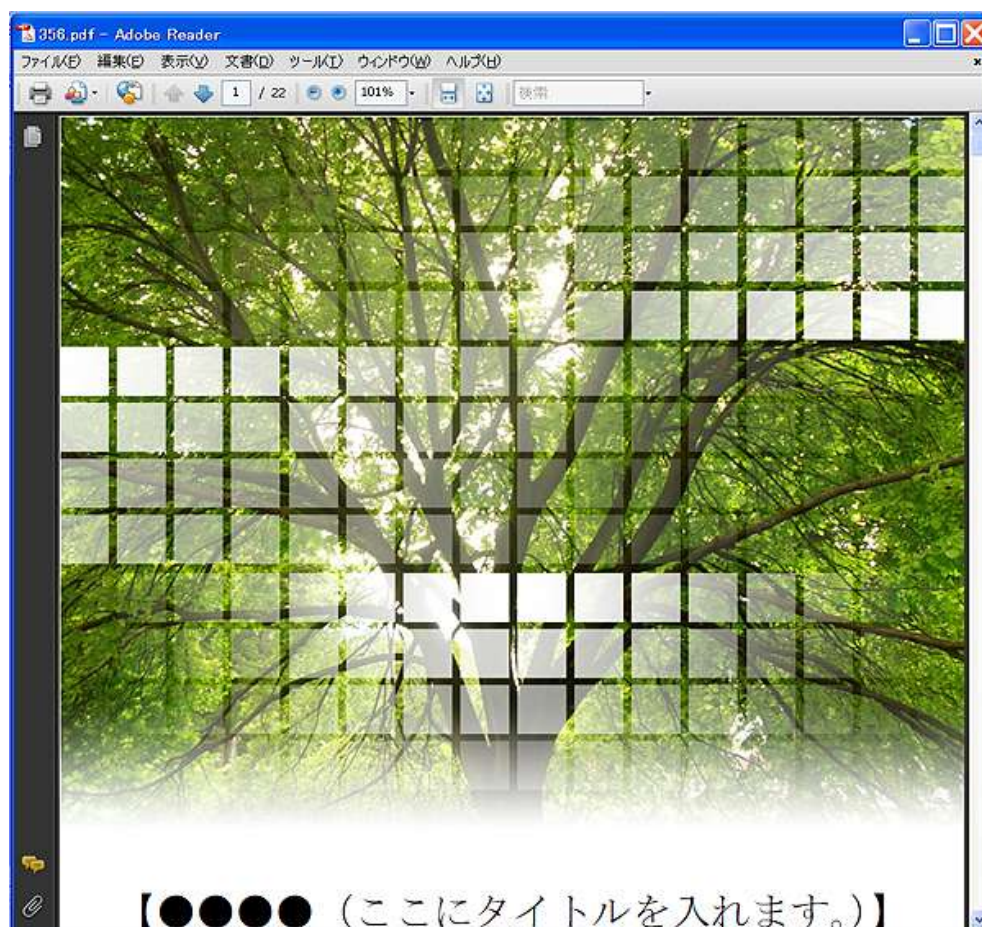 356.pdf - Adobe Reader
ファイル(F) 編集(E) 表示(V) 文書(D) ツール(T) ウィンドウ(W) ヘルプ(H)
1 / 22 101% 検索
【●●●●（ここにタイトルを入れます。）】